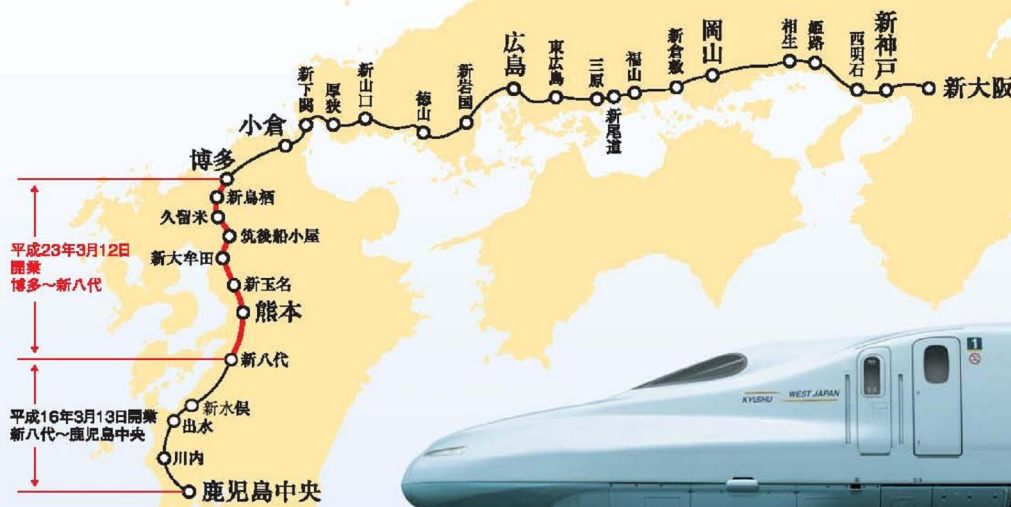 新大阪
新神戸
西明石
姫路
相生
岡山
新倉敷
福山
新尾道
三原
東広島
広島
新岩国
徳山
新山口
厚狭
新下関
小倉
博多
新鳥栖
久留米
筑後船小屋
新大牟田
新玉名
熊本
新八代
新水俣
出水
川内
鹿児島中央
平成23年3月12日
開業
博多～新八代
平成16年3月13日開業
新八代～鹿児島中央
KYUSHU WEST JAPAN
1